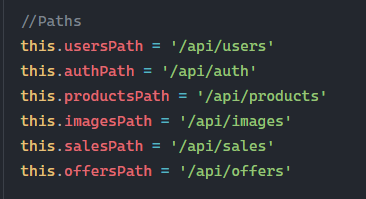 //Paths
this.usersPath = '/api/users'
this.authPath = '/api/auth'
this.productsPath = '/api/products'
this.imagesPath = '/api/images'
this.salesPath = '/api/sales'
this.offersPath = '/api/offers'